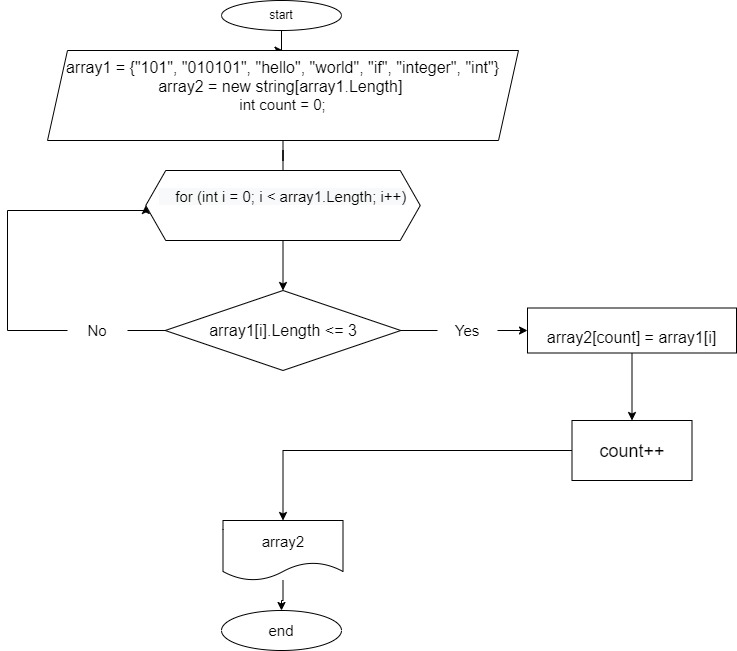 start
array1 = {"101", "010101", "hello", "world", "if", "integer", "int"}
array2 = new string[array1.Length]
int count = 0;
for (int i = 0; i < array1.Length; i++)
array1[i].Length <= 3
No
Yes
array2[count] = array1[i]
count++
array2
end